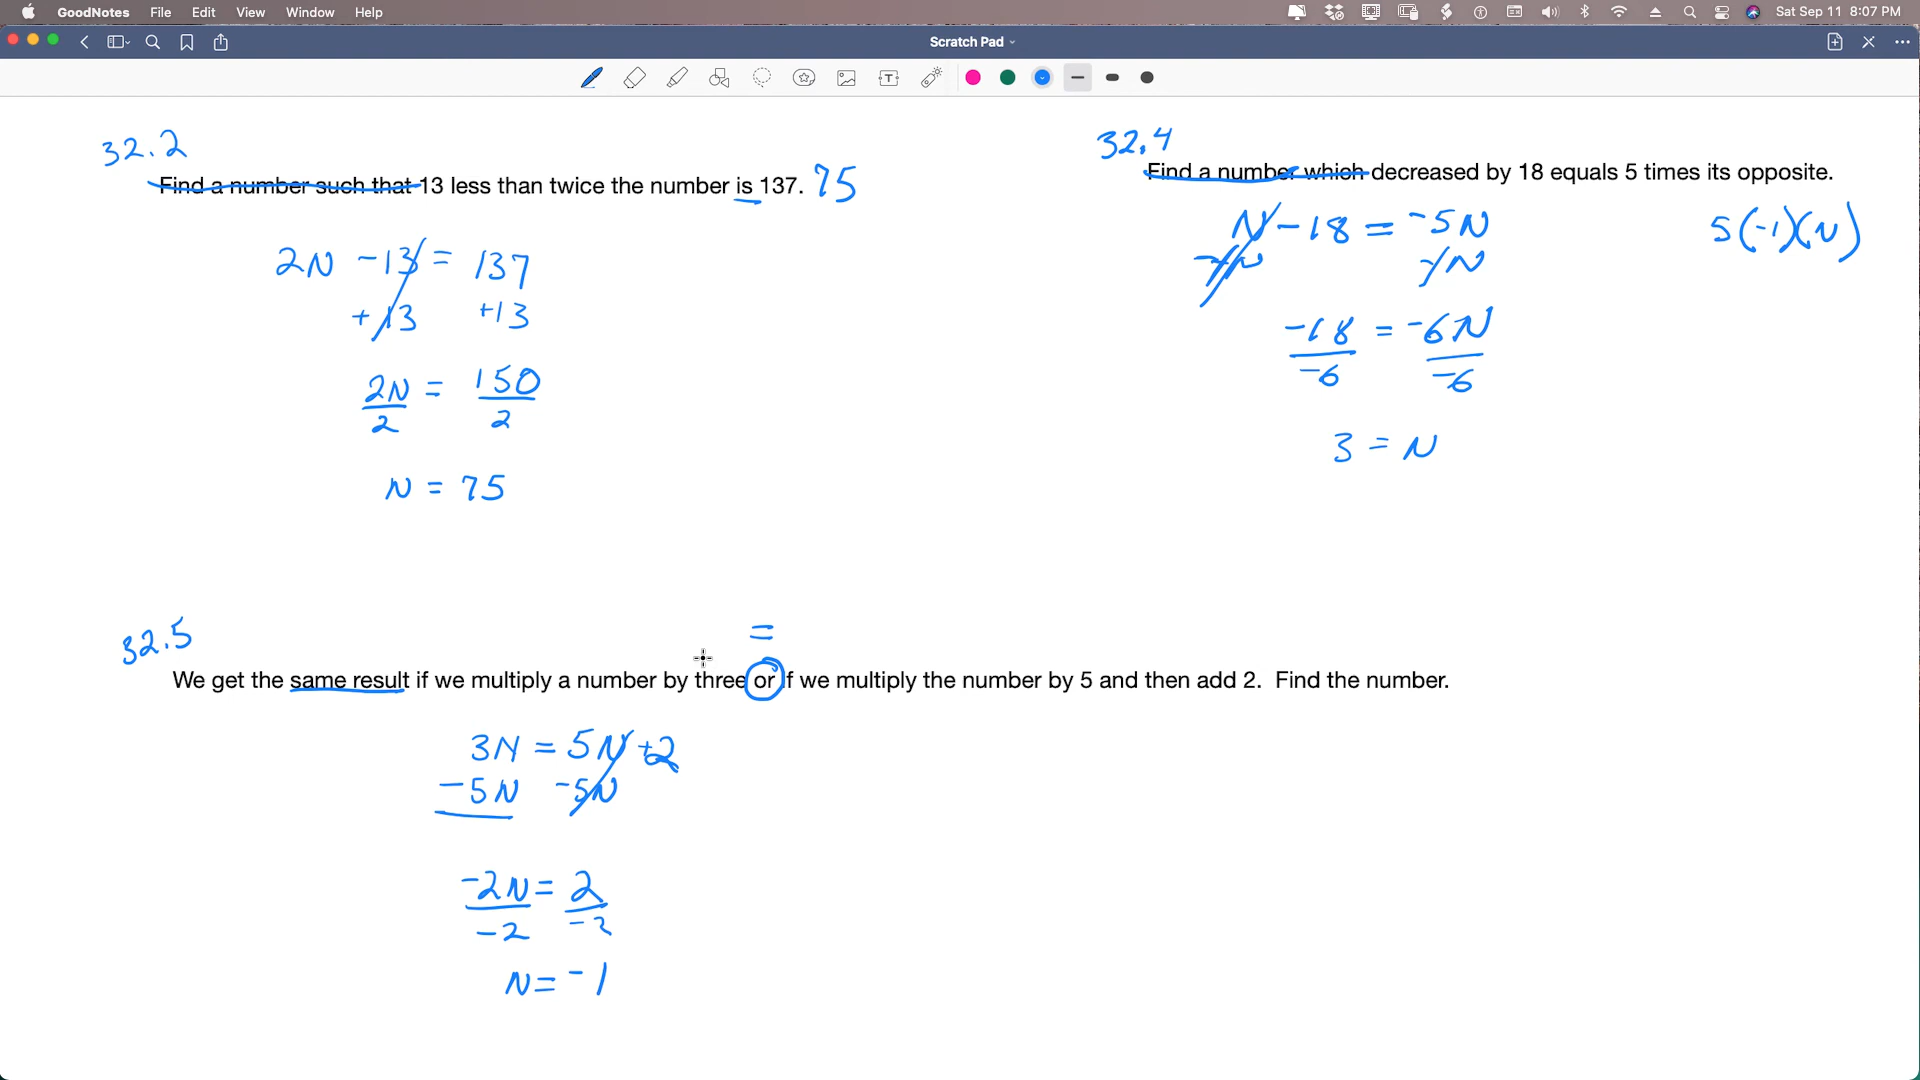 GoodNotes File Edit View Window Help Sat Sep 11 8:07 PM
Scratch Pad
32.2
Find a number such that 13 less than twice the number is 137. 75
2N -13 = 137
+13 +13
2N = 150
2 2
N = 75
32.4
Find a number which decreased by 18 equals 5 times its opposite.
N - 18 = -5N 5(-1)(N)
-N -N
-18 = -6N
-6 -6
3 = N
32.5
=
We get the same result if we multiply a number by three or if we multiply the number by 5 and then add 2. Find the number.
3N = 5N +2
-5N -5N
-2N = 2
-2 -2
N = -1